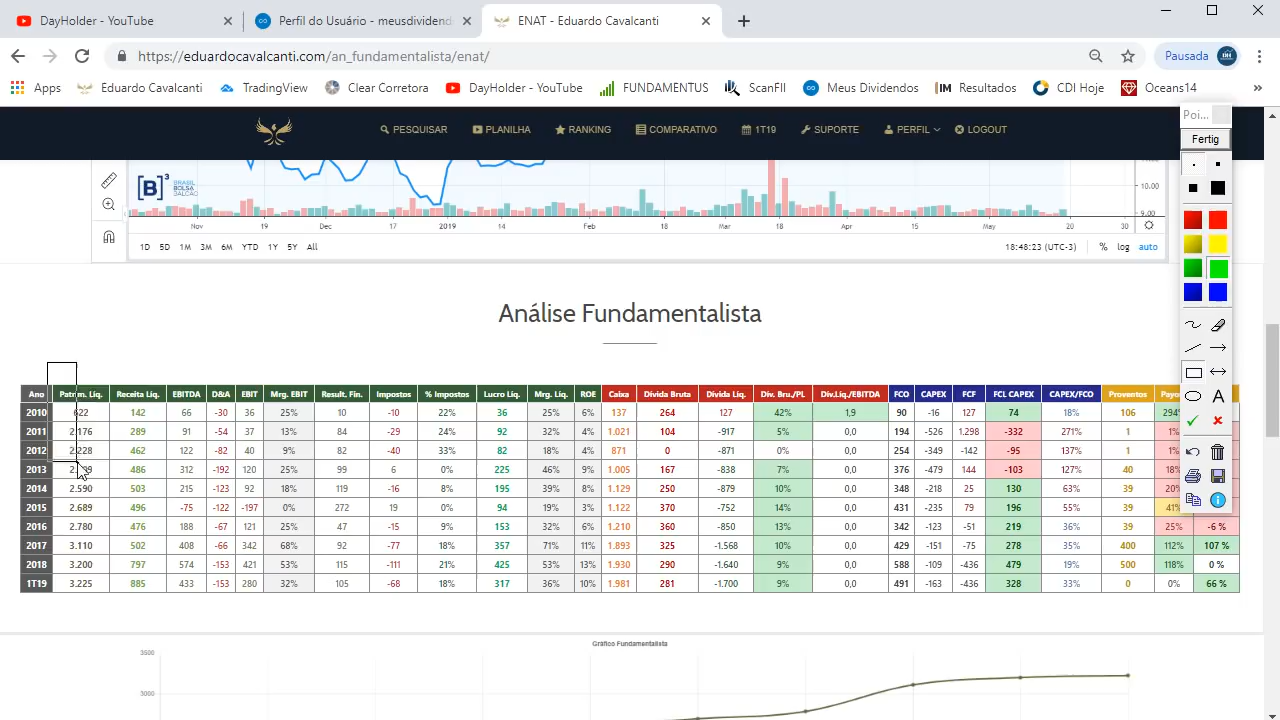 DayHolder - YouTube
Perfil do Usuário - meusdividend
ENAT - Eduardo Cavalcanti
https://eduardocavalcanti.com/an_fundamentalista/enat/
Pausada
Apps Eduardo Cavalcanti TradingView Clear Corretor DayHolder - YouTube FUNDAMENTUS ScanFII Meus Dividendos Resultados CDI Hoje Oceans14 »
PESQUISAR PLANILHA RANKING COMPARATIVO 1T19 SUPORTE PERFIL LOGOUT
Poi...
Fertig
[B]³ BRASIL BOLSA BALCÃO
10.00
9.00
Nov 19 Dec 17 2019 14 Feb 18 Mar 18 Apr 15 May 20 30
1D 5D 1M 3M 6M YTD 1Y 5Y All 18:48:23 (UTC-3) % log auto
Análise Fundamentalista
Ano Patrim. Líq. Receita Líq. EBITDA D&A EBIT Mrg. EBIT Result. Fin. Impostos % Impostos Lucro Líq. Mrg. Líq. ROE Caixa Dívida Bruta Dívida Líq. Div. Bru./PL Div.Líq./EBITDA FCO CAPEX FCF FCL CAPEX CAPEX/FCO Proventos
2010 622 142 66 -30 36 25% 10 -10 22% 36 25% 6% 137 264 127 42% 1,9 90 -16 127 74 18% 106
2011 2.176 289 91 -54 37 13% 84 -29 24% 92 32% 4% 1.021 104 -917 5% 0,0 194 -526 1.298 -332 271% 1 1%
2012 2.228 462 122 -82 40 9% 82 -40 33% 82 18% 4% 871 0 -871 0% 0,0 254 -349 -142 -95 137% 1 1%
2013 486 312 -192 120 25% 99 6 0% 225 46% 9% 1.005 167 -838 7% 0,0 376 -479 144 -103 127% 40 18%
2014 2.590 503 215 -123 92 18% 119 -16 8% 195 39% 8% 1.129 250 -879 10% 0,0 348 -218 25 130 63% 39 20%
2015 2.689 496 -75 -122 -197 0% 272 19 0% 94 19% 3% 1.122 370 -752 14% 0,0 431 -235 79 196 55% 39 41%
2016 2.780 476 188 -67 121 25% 47 -15 9% 153 32% 6% 1.210 360 -850 13% 0,0 342 -123 -51 219 36% 39 25% -6 %
2017 3.110 502 408 -66 342 68% 92 -77 18% 357 71% 11% 1.893 325 -1.568 10% 0,0 429 -151 -75 278 35% 400 112% 107 %
2018 3.200 797 574 -153 421 53% 115 -111 21% 425 53% 13% 1.930 290 -1.640 9% 0,0 588 -109 -436 479 19% 500 118% 0 %
1T19 3.225 885 433 -153 280 32% 105 -68 18% 317 36% 10% 1.981 281 -1.700 9% 0,0 491 -163 -436 328 33% 0 0% 66 %
Gráfico Fundamentalista
3500
3000